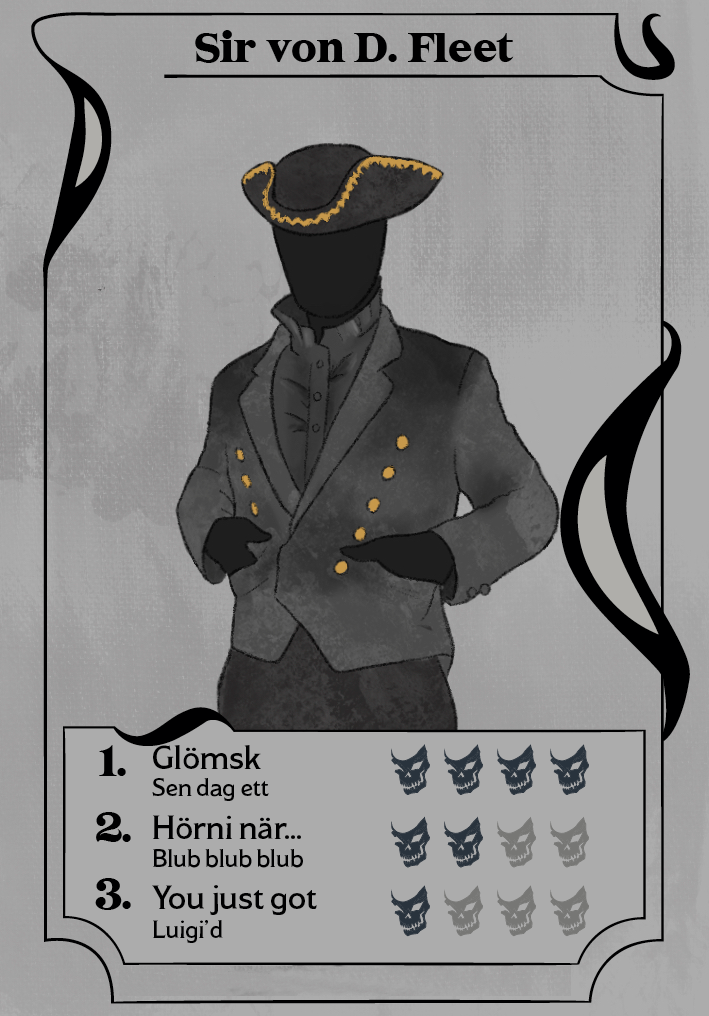 Sir von D. Fleet
1. Glömsk
Sen dag ett
2. Hörni när...
Blub blub blub
3. You just got
Luigi'd